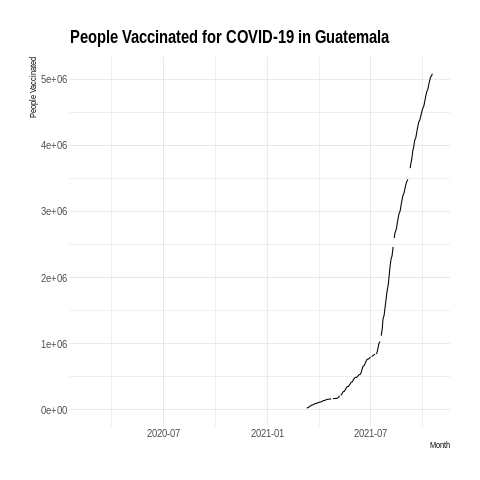 People Vaccinated for COVID-19 in Guatemala
People Vaccinated
5e+06
4e+06
3e+06
2e+06
1e+06
0e+00
2020-07 2021-01 2021-07
Month